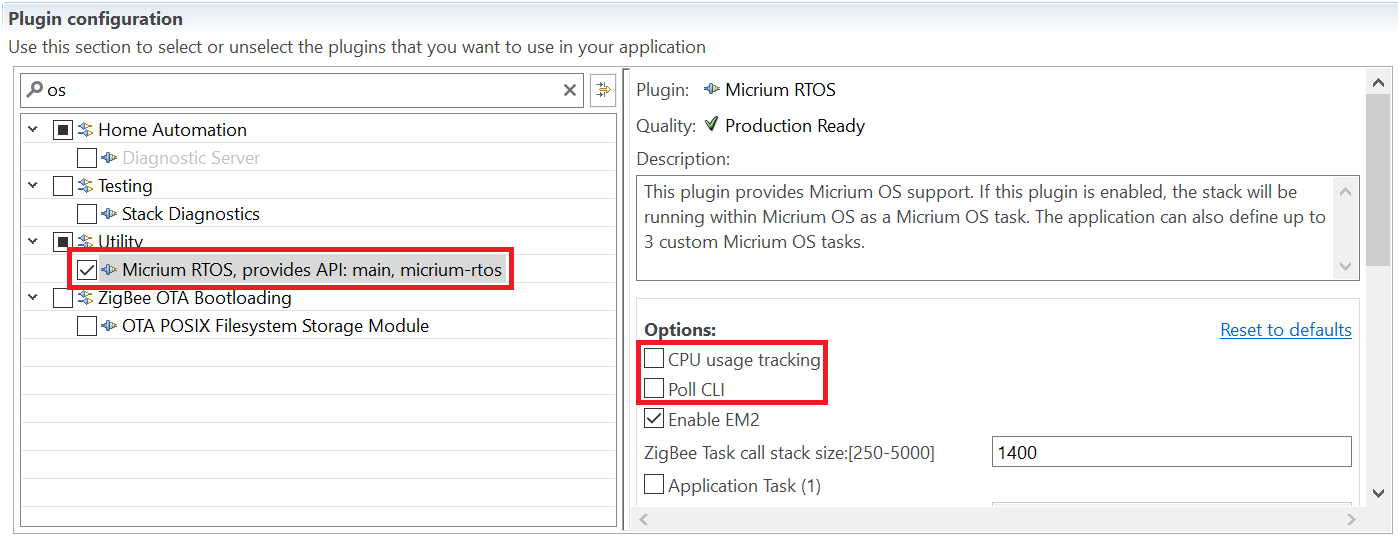 Plugin configuration
Use this section to select or unselect the plugins that you want to use in your application
os
Home Automation
Diagnostic Server
Testing
Stack Diagnostics
Utility
Micrium RTOS, provides API: main, micrium-rtos
ZigBee OTA Bootloading
OTA POSIX Filesystem Storage Module
Plugin: Micrium RTOS
Quality: Production Ready
Description:
This plugin provides Micrium OS support. If this plugin is enabled, the stack will be
running within Micrium OS as a Micrium OS task. The application can also define up to
3 custom Micrium OS tasks.
Options: Reset to defaults
CPU usage tracking
Poll CLI
Enable EM2
ZigBee Task call stack size:[250-5000] 1400
Application Task (1)